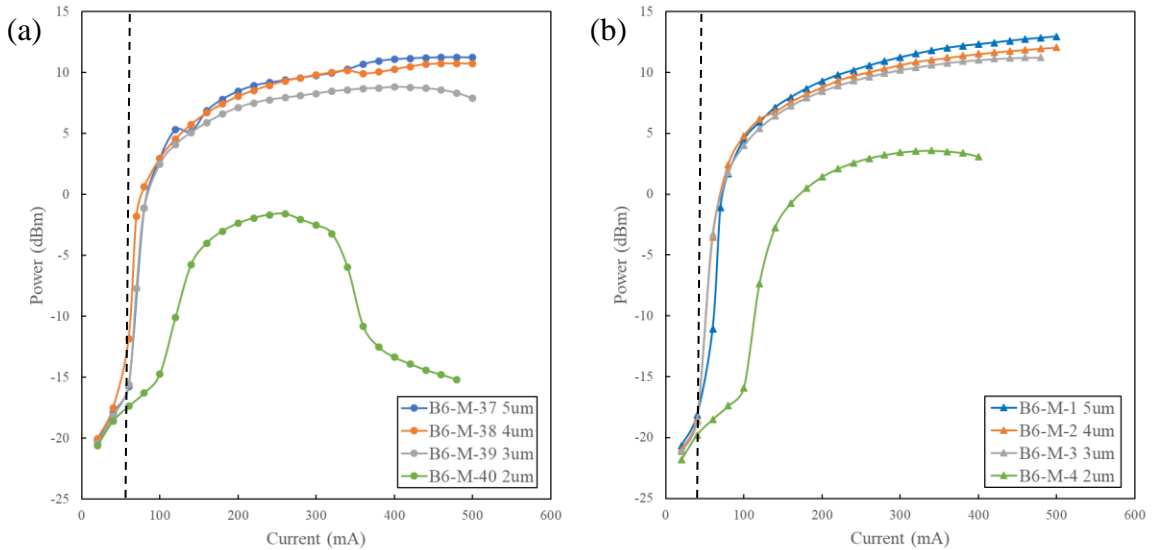 (a)
15
10
5
0
-5
-10
-15
-20
-25
Power (dBm)
0
100
200
300
400
500
600
Current (mA)
B6-M-37 5um
B6-M-38 4um
B6-M-39 3um
B6-M-40 2um
(b)
15
10
5
0
-5
-10
-15
-20
-25
Power (dBm)
0
100
200
300
400
500
600
Current (mA)
B6-M-1 5um
B6-M-2 4um
B6-M-3 3um
B6-M-4 2um